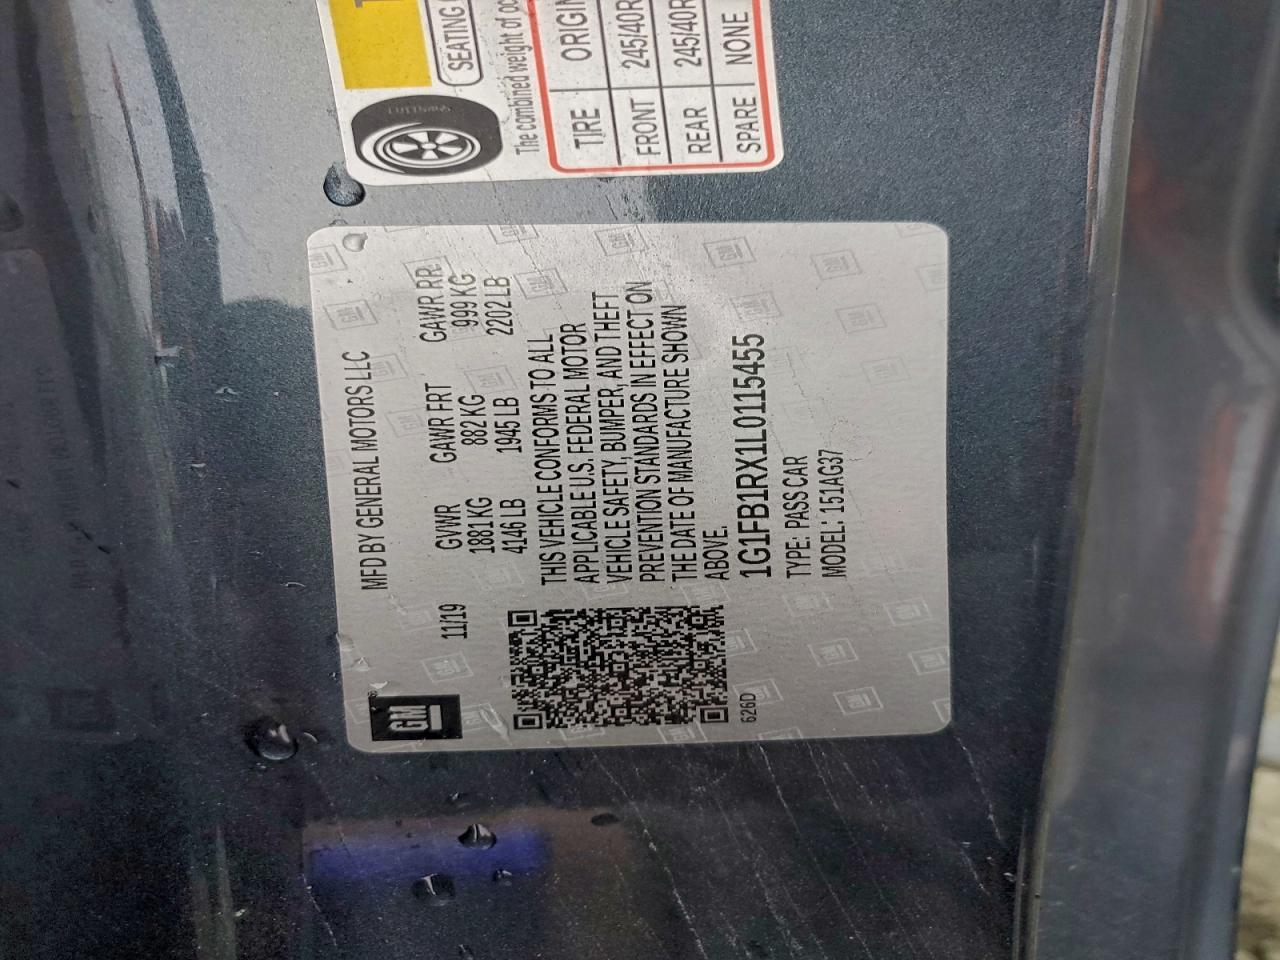 SEATING
The combined weight of oc
TIRE ORIGIN
FRONT 245/40R
REAR 245/40R
SPARE NONE
GM
®
MFD BY GENERAL MOTORS LLC
11/19 GVWR GAWR FRT GAWR RR
1881 KG 882 KG 999 KG
4146 LB 1945 LB 2202 LB
THIS VEHICLE CONFORMS TO ALL
APPLICABLE U.S. FEDERAL MOTOR
VEHICLE SAFETY, BUMPER, AND THEFT
PREVENTION STANDARDS IN EFFECT ON
THE DATE OF MANUFACTURE SHOWN
ABOVE.
626D
1G1FB1RX1L0115455
TYPE: PASS CAR
MODEL: 151AG37